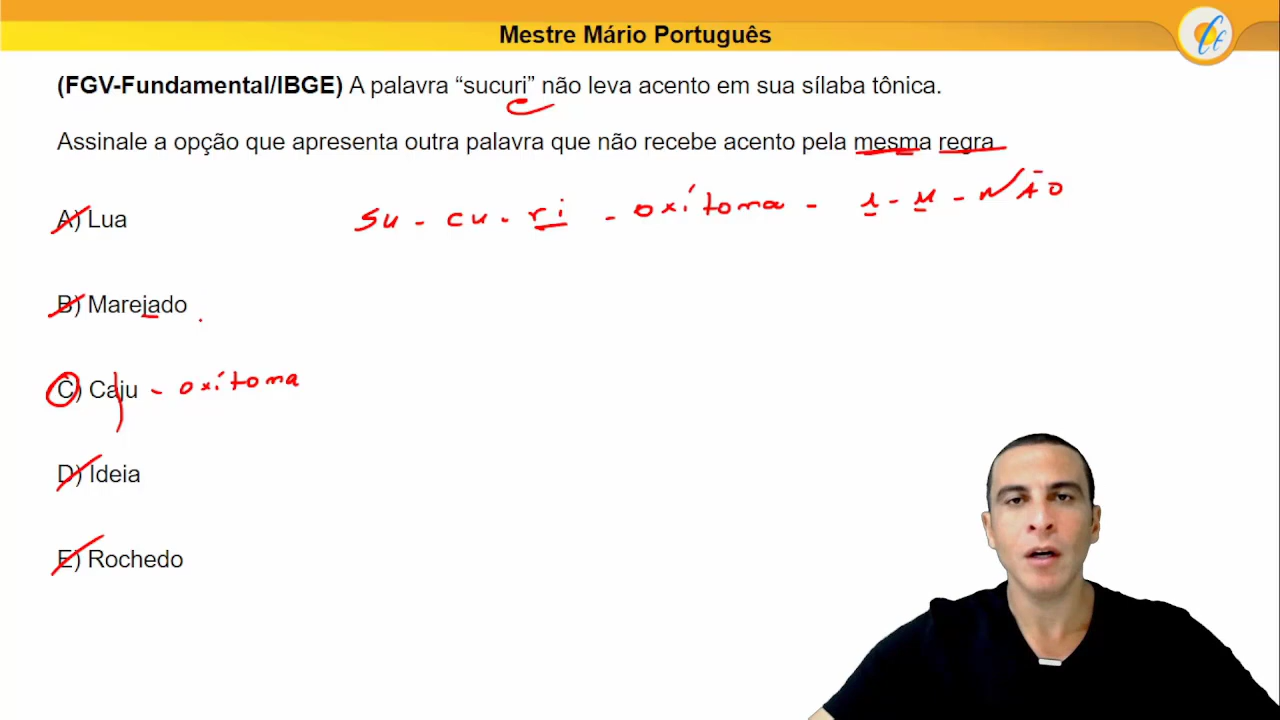 Mestre Mário Português
(FGV-Fundamental/IBGE) A palavra “sucuri” não leva acento em sua sílaba tônica.
Assinale a opção que apresenta outra palavra que não recebe acento pela mesma regra
su - cu - ri - oxítona - i - u - NÃO
A) Lua
B) Marejado
C) Caju - oxítona
D) Ideia
E) Rochedo